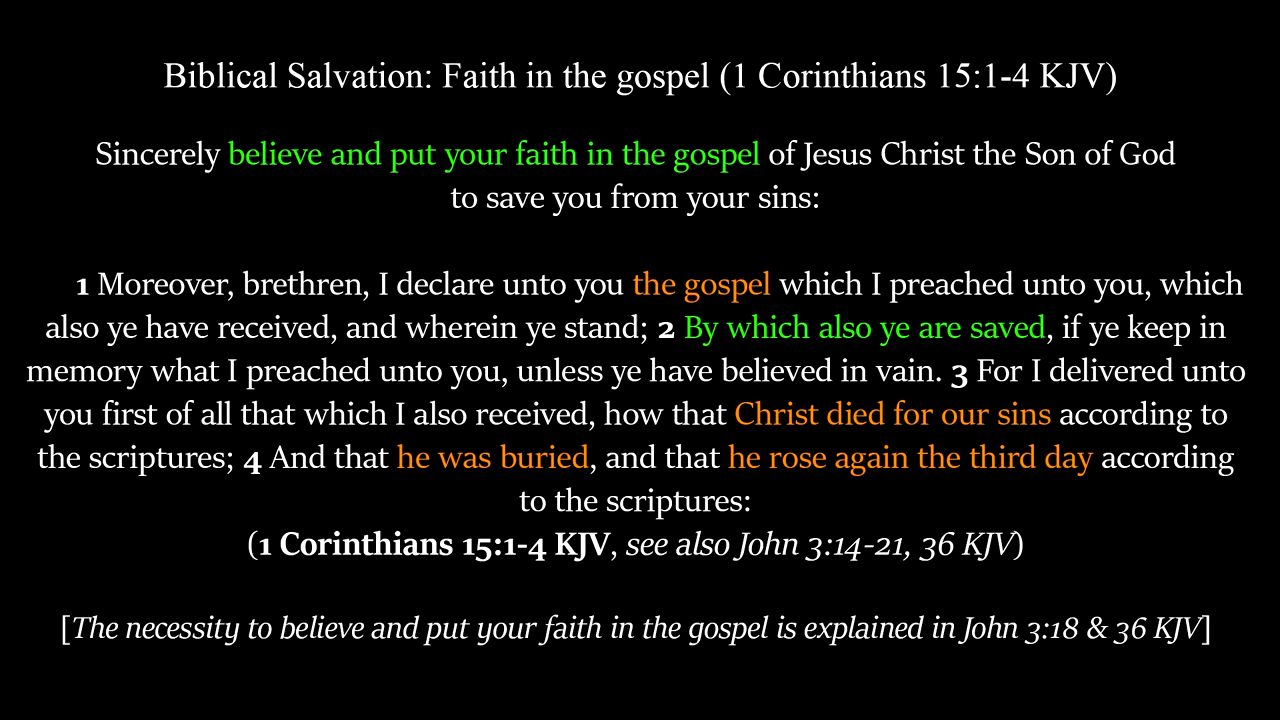 Biblical Salvation: Faith in the gospel (1 Corinthians 15:1-4 KJV)
Sincerely believe and put your faith in the gospel of Jesus Christ the Son of God
to save you from your sins:
1 Moreover, brethren, I declare unto you the gospel which I preached unto you, which
also ye have received, and wherein ye stand; 2 By which also ye are saved, if ye keep in
memory what I preached unto you, unless ye have believed in vain. 3 For I delivered unto
you first of all that which I also received, how that Christ died for our sins according to
the scriptures; 4 And that he was buried, and that he rose again the third day according
to the scriptures:
(1 Corinthians 15:1-4 KJV, see also John 3:14-21, 36 KJV)
[The necessity to believe and put your faith in the gospel is explained in John 3:18 & 36 KJV]